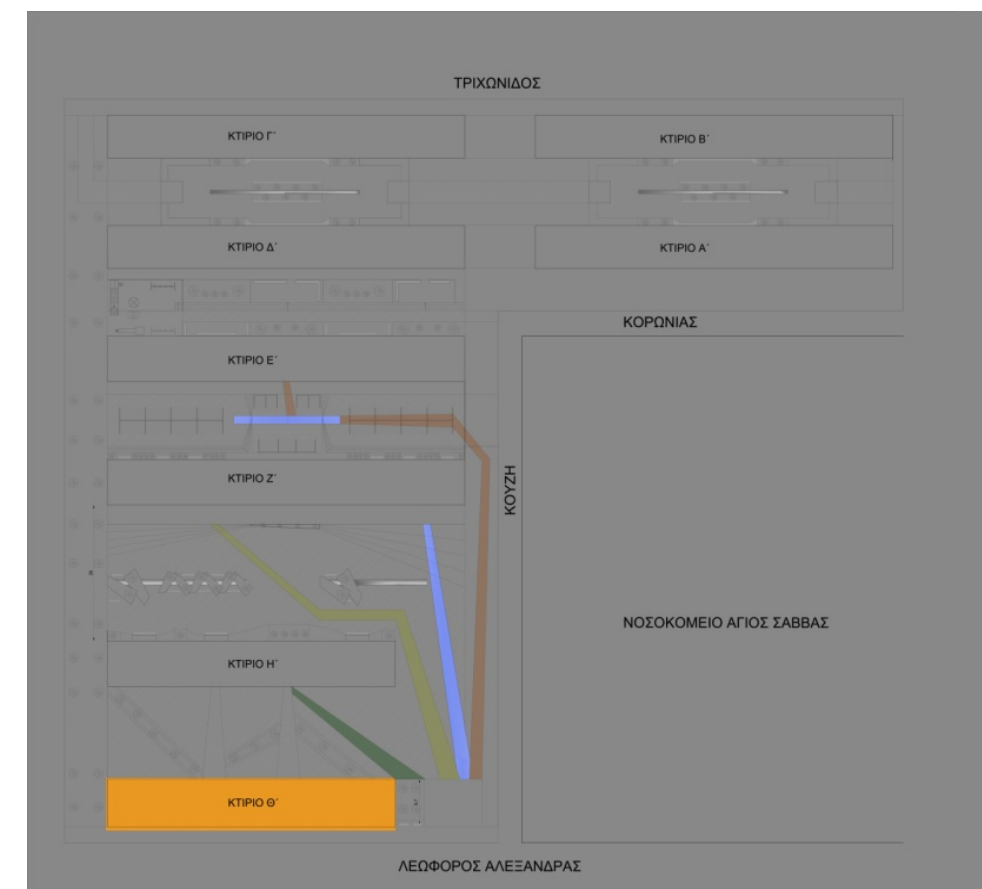 ΤΡΙΧΩΝΙΔΟΣ
ΚΤΙΡΙΟ Γ΄
ΚΤΙΡΙΟ Β΄
ΚΤΙΡΙΟ Δ΄
ΚΤΙΡΙΟ Α΄
ΚΟΡΩΝΙΑΣ
ΚΤΙΡΙΟ Ε΄
ΚΤΙΡΙΟ Ζ΄
ΚΟΥΖΗ
ΝΟΣΟΚΟΜΕΙΟ ΑΓΙΟΣ ΣΑΒΒΑΣ
ΚΤΙΡΙΟ Η΄
ΚΤΙΡΙΟ Θ΄
ΛΕΩΦΟΡΟΣ ΑΛΕΞΑΝΔΡΑΣ